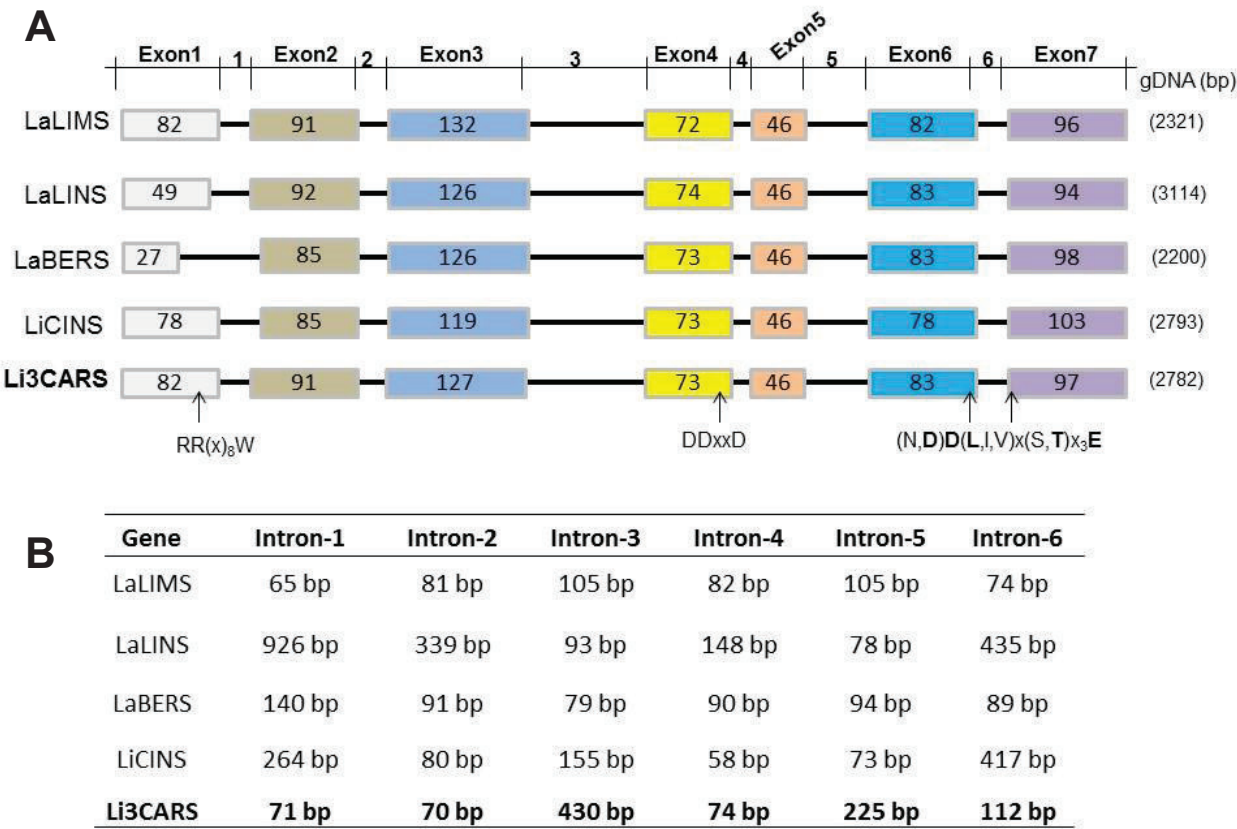 A
Exon1 1 Exon2 2 Exon3 3 Exon4 4 Exon5 5 Exon6 6 Exon7
gDNA (bp)
LaLIMS 82 91 132 72 46 82 96 (2321)
LaLINS 49 92 126 74 46 83 94 (3114)
LaBERS 27 85 126 73 46 83 98 (2200)
LiCINS 78 85 119 73 46 78 103 (2793)
Li3CARS 82 91 127 73 46 83 97 (2782)
RR(x)₈W DDxxD (N,D)D(L,I,V)x(S,T)x₃E
B
Gene Intron-1 Intron-2 Intron-3 Intron-4 Intron-5 Intron-6
LaLIMS 65 bp 81 bp 105 bp 82 bp 105 bp 74 bp
LaLINS 926 bp 339 bp 93 bp 148 bp 78 bp 435 bp
LaBERS 140 bp 91 bp 79 bp 90 bp 94 bp 89 bp
LiCINS 264 bp 80 bp 155 bp 58 bp 73 bp 417 bp
Li3CARS 71 bp 70 bp 430 bp 74 bp 225 bp 112 bp